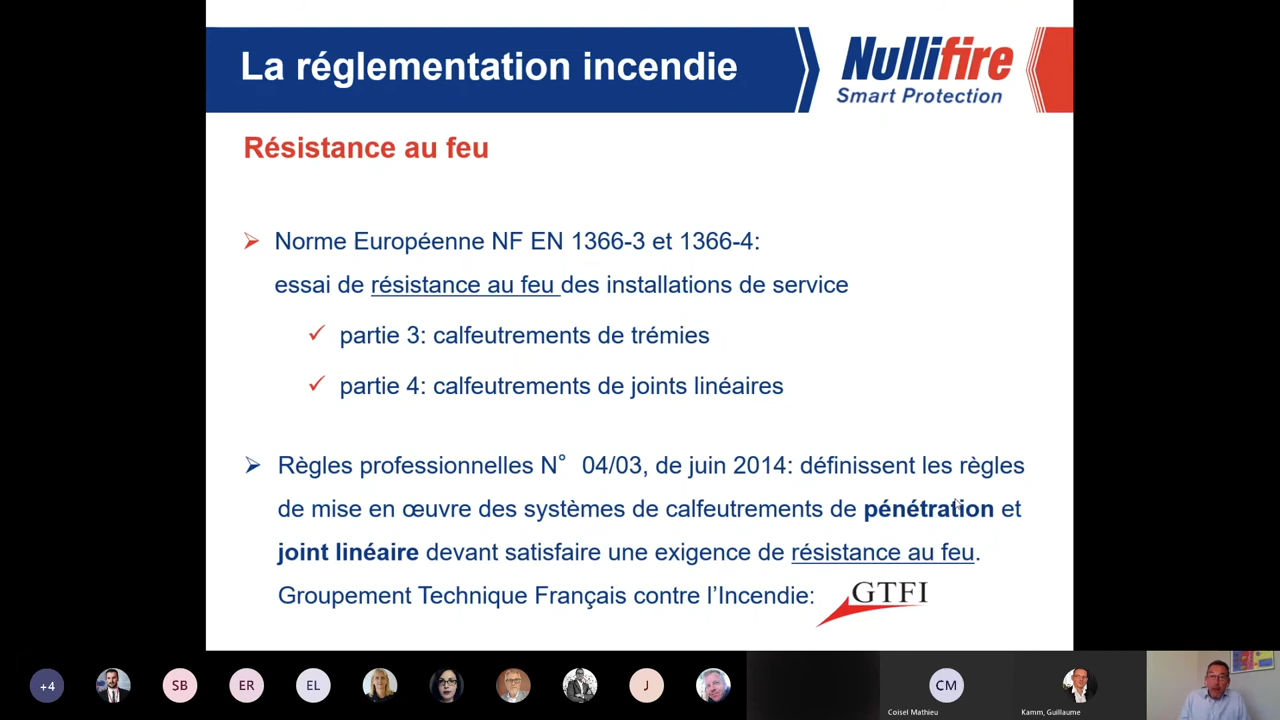 La réglementation incendie
Nullifire
Smart Protection
Résistance au feu
Norme Européenne NF EN 1366-3 et 1366-4:
essai de résistance au feu des installations de service
partie 3: calfeutrements de trémies
partie 4: calfeutrements de joints linéaires
Règles professionnelles N° 04/03, de juin 2014: définissent les règles
de mise en œuvre des systèmes de calfeutrements de pénétration et
joint linéaire devant satisfaire une exigence de résistance au feu.
Groupement Technique Français contre l'Incendie:
GTFI
+4
SB
ER
EL
J
CM
Coisel Mathieu
Kamm, Guillaume